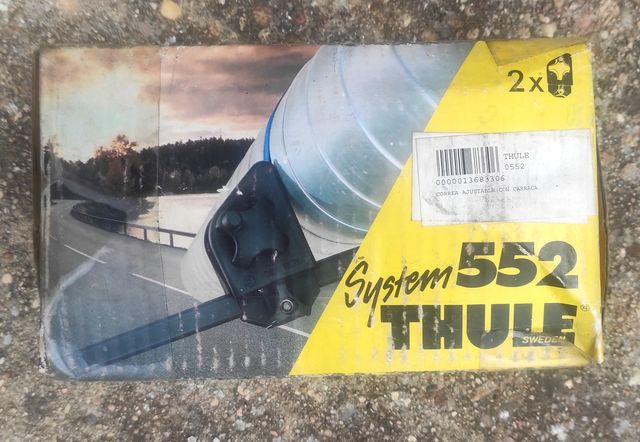 2x
THULE
0552
0000013683306
CORREA AJUSTABLE CON CARRACA
System 552
THULE®
SWEDEN